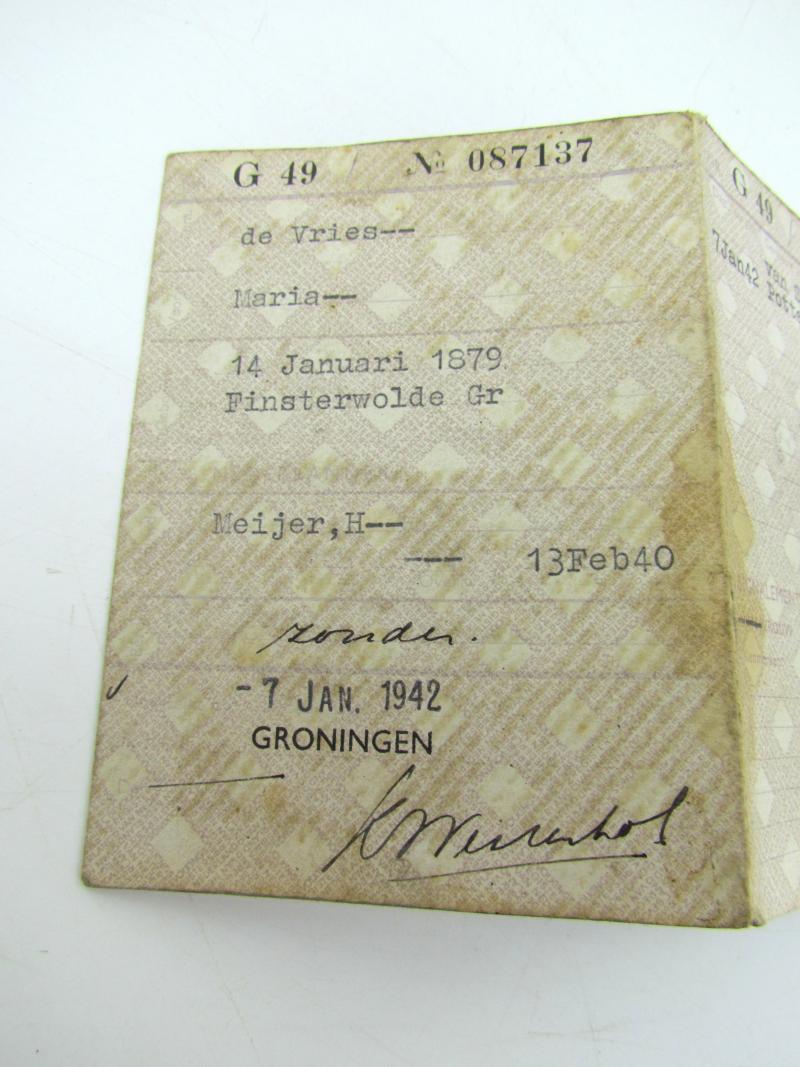 G 49 / № 087137
de Vries--
Maria--
14 Januari 1879.
Finsterwolde Gr
Meijer,H--
--- 13Feb40
zonder.
-7 JAN. 1942
GRONINGEN
G 49 /
van
7Jan42